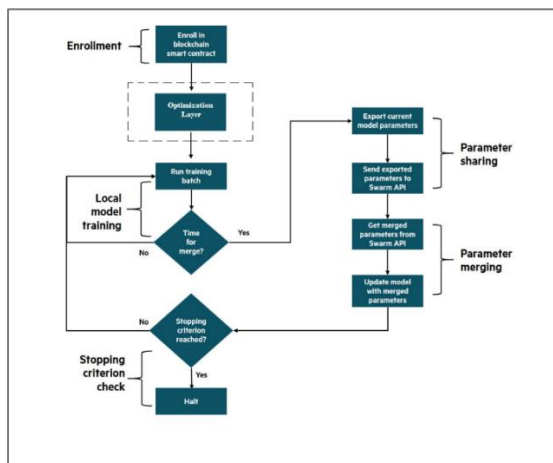 Enrollment
Enroll in
blockchain
smart contract
Optimization
Layer
Export current
model parameters
Parameter
sharing
Run training
batch
Send exported
parameters to
Swarm API
Local
model
training
Time
for
merge?
Yes
No
Get merged
parameters from
Swarm API
Parameter
merging
Update model
with merged
parameters
No
Stopping
criterion
reached?
Stopping
criterion
check
Yes
Halt